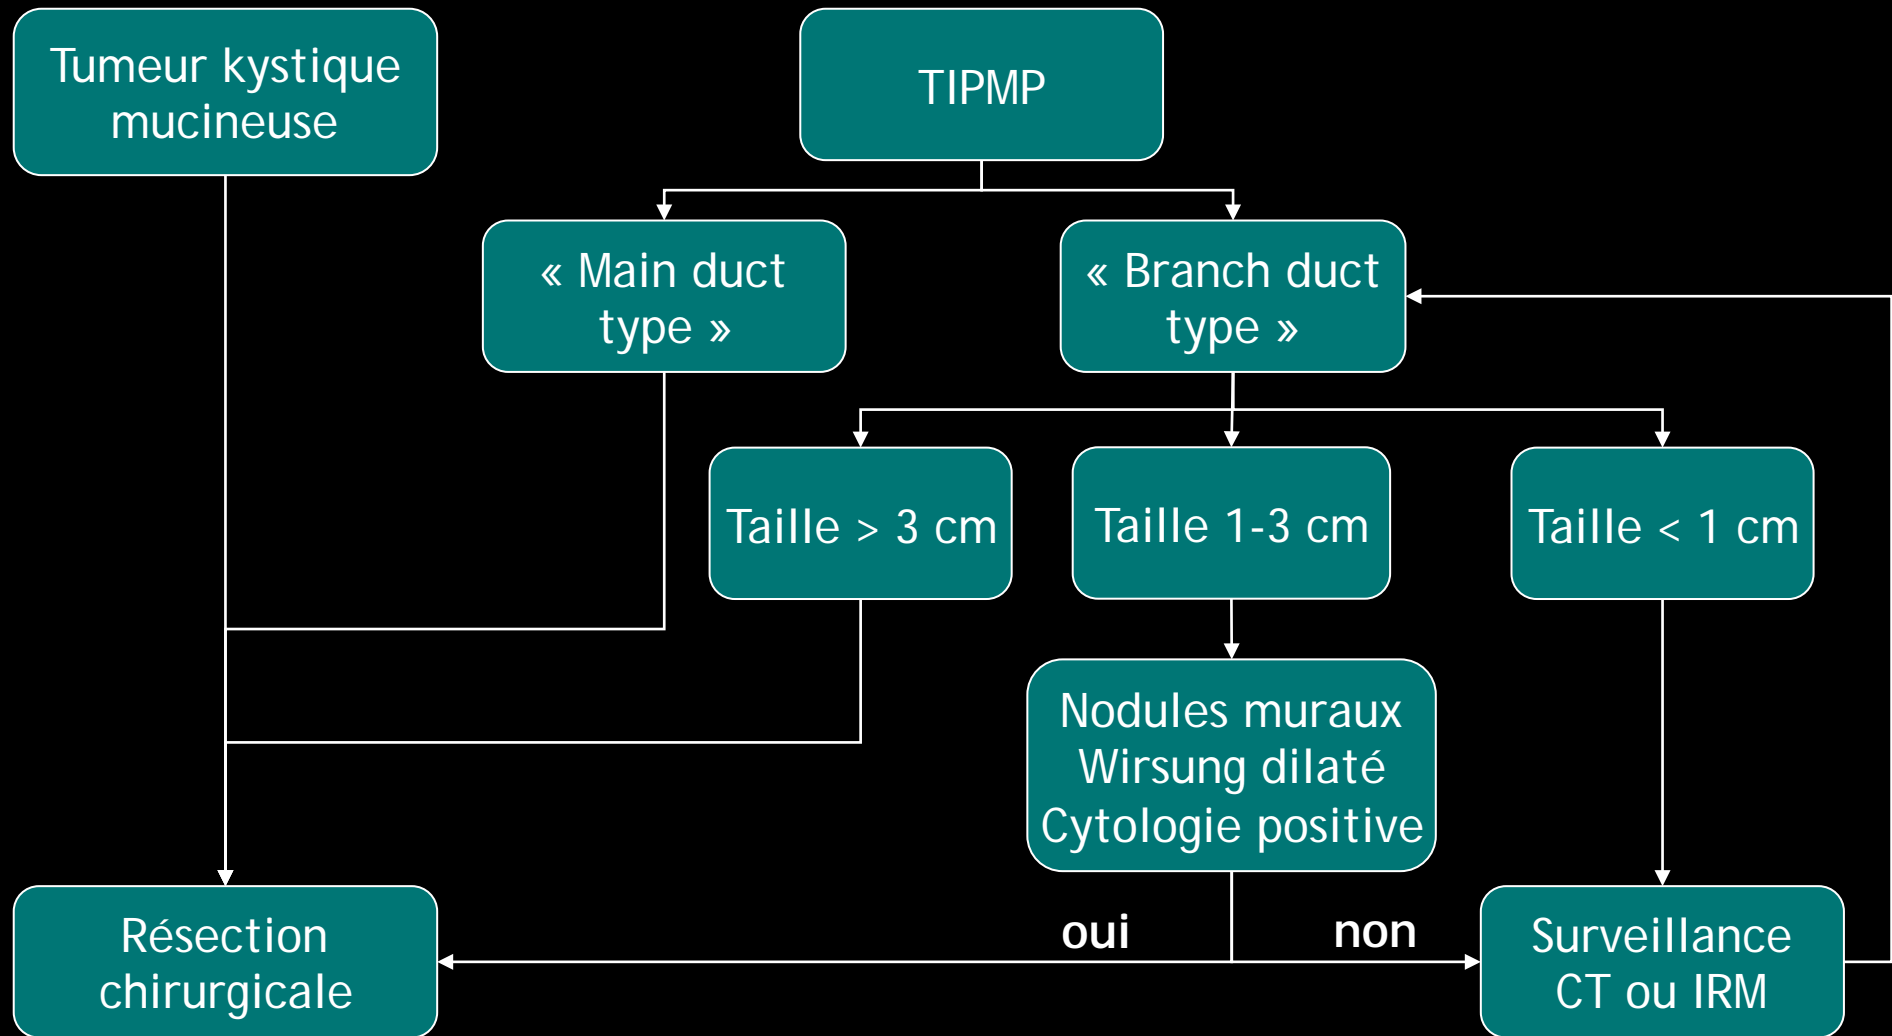 Tumeur kystique
mucineuse
TIPMP
« Main duct
type »
« Branch duct
type »
Taille > 3 cm
Taille 1-3 cm
Taille < 1 cm
Nodules muraux
Wirsung dilaté
Cytologie positive
oui
non
Résection
chirurgicale
Surveillance
CT ou IRM